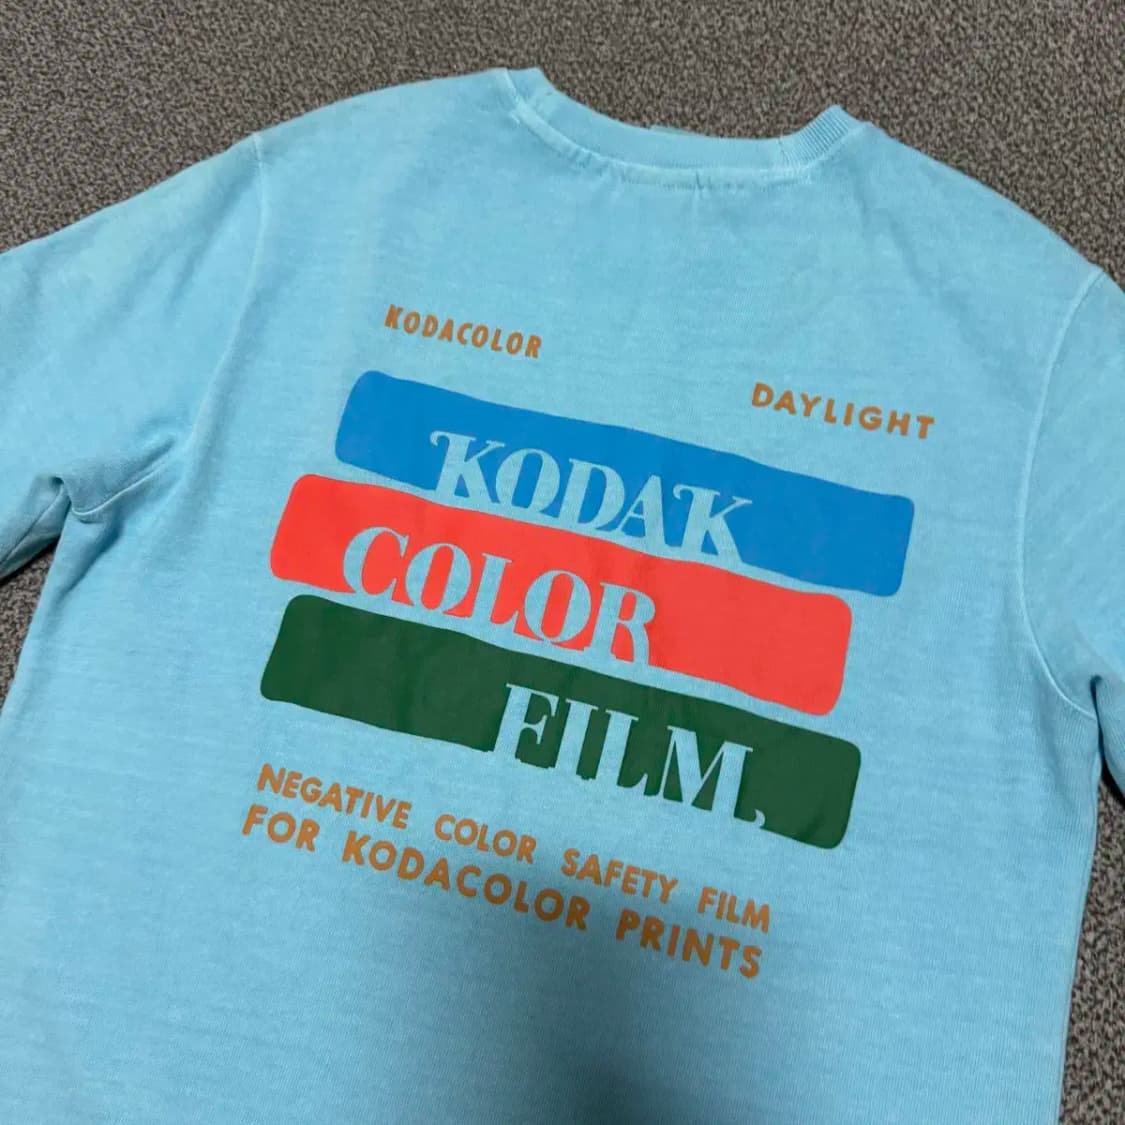 KODACOLOR
DAYLIGHT
KODAK
COLOR
FILM,
NEGATIVE COLOR SAFETY FILM
FOR KODACOLOR PRINTS